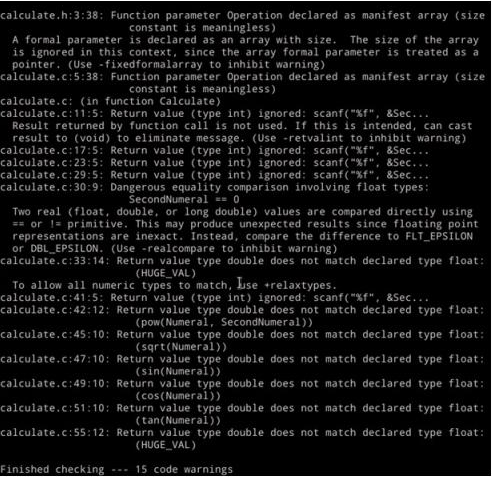 calculate.h:3:38: Function parameter Operation declared as manifest array (size
constant is meaningless)
A formal parameter is declared as an array with size.  The size of the array
is ignored in this context, since the array formal parameter is treated as a
pointer. (Use -fixedformalarray to inhibit warning)
calculate.c:5:38: Function parameter Operation declared as manifest array (size
constant is meaningless)
calculate.c: (in function Calculate)
calculate.c:11:5: Return value (type int) ignored: scanf("%f", &Sec...
Result returned by function call is not used. If this is intended, can cast
result to (void) to eliminate message. (Use -retvalint to inhibit warning)
calculate.c:17:5: Return value (type int) ignored: scanf("%f", &Sec...
calculate.c:23:5: Return value (type int) ignored: scanf("%f", &Sec...
calculate.c:29:5: Return value (type int) ignored: scanf("%f", &Sec...
calculate.c:30:9: Dangerous equality comparison involving float types:
SecondNumeral == 0
Two real (float, double, or long double) values are compared directly using
== or != primitive. This may produce unexpected results since floating point
representations are inexact. Instead, compare the difference to FLT_EPSILON
or DBL_EPSILON. (Use -realcompare to inhibit warning)
calculate.c:33:14: Return value type double does not match declared type float:
(HUGE_VAL)
To allow all numeric types to match, use +relaxtypes.
calculate.c:41:5: Return value (type int) ignored: scanf("%f", &Sec...
calculate.c:42:12: Return value type double does not match declared type float:
(pow(Numeral, SecondNumeral))
calculate.c:45:10: Return value type double does not match declared type float:
(sqrt(Numeral))
calculate.c:47:10: Return value type double does not match declared type float:
(sin(Numeral))
calculate.c:49:10: Return value type double does not match declared type float:
(cos(Numeral))
calculate.c:51:10: Return value type double does not match declared type float:
(tan(Numeral))
calculate.c:55:12: Return value type double does not match declared type float:
(HUGE_VAL)
Finished checking --- 15 code warnings